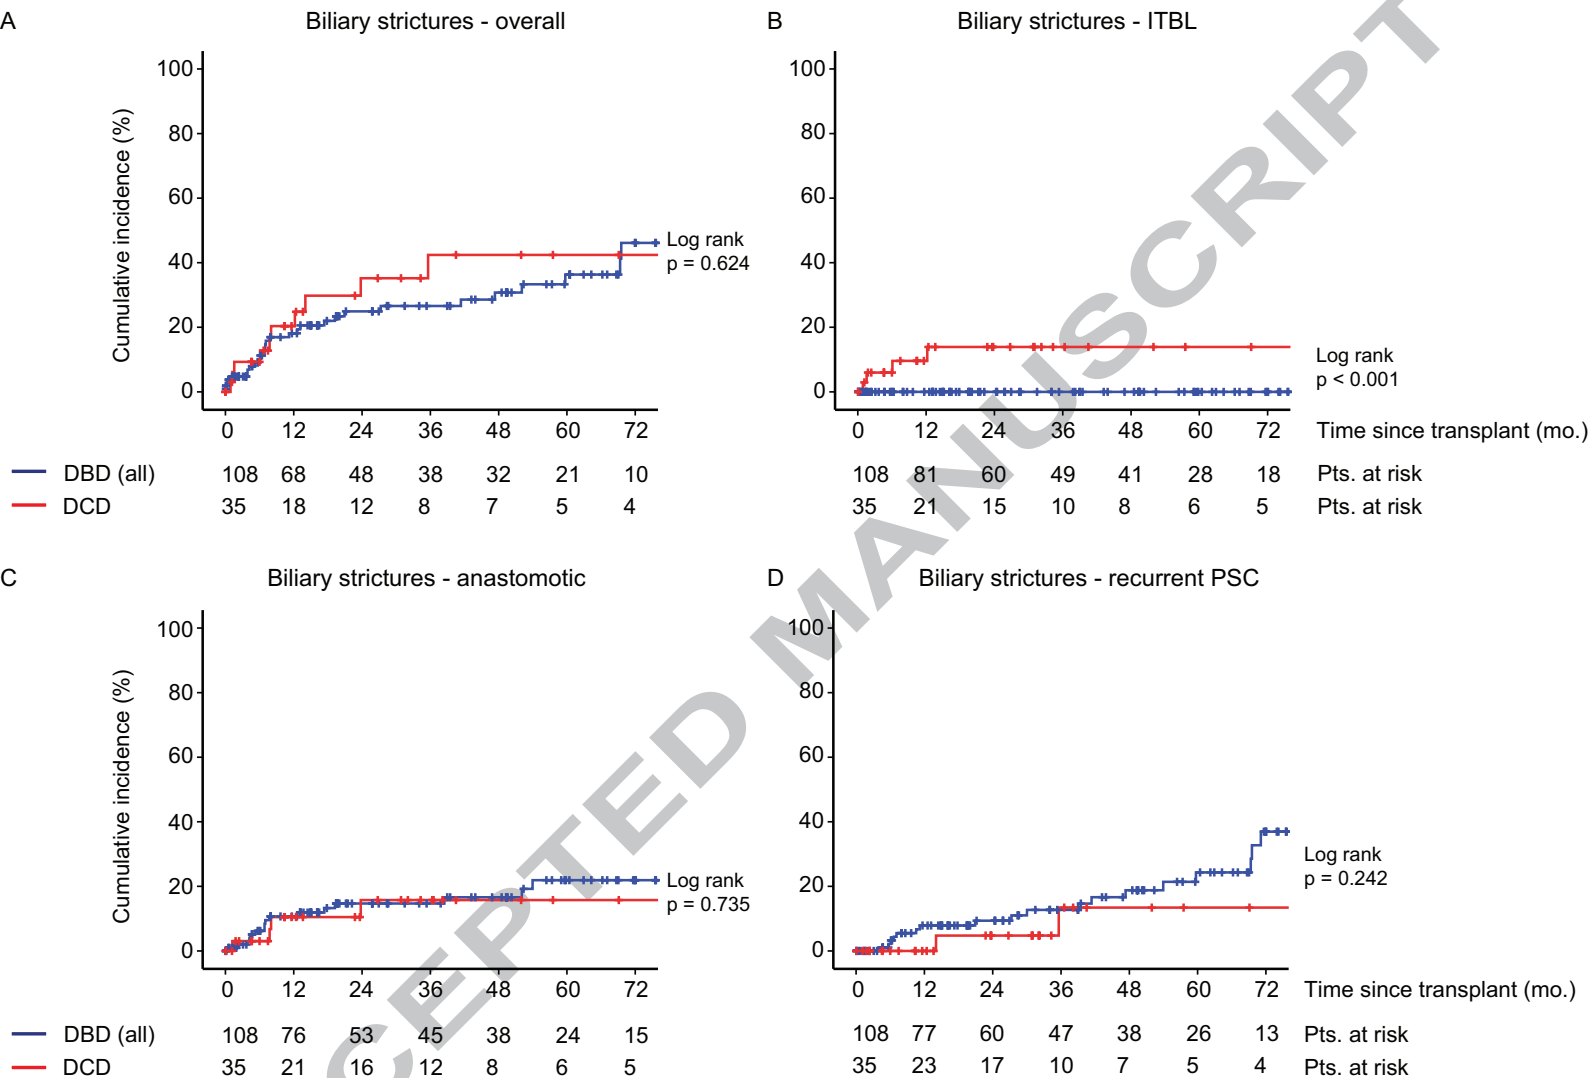 A
Biliary strictures - overall
Cumulative incidence (%)
100
80
60
40
20
0
Log rank
p = 0.624
0 12 24 36 48 60 72
DBD (all) 108 68 48 38 32 21 10
DCD 35 18 12 8 7 5 4
B
Biliary strictures - ITBL
100
80
60
40
20
0
Log rank
p < 0.001
0 12 24 36 48 60 72 Time since transplant (mo.)
108 81 60 49 41 28 18 Pts. at risk
35 21 15 10 8 6 5 Pts. at risk
C
Biliary strictures - anastomotic
Cumulative incidence (%)
100
80
60
40
20
0
Log rank
p = 0.735
0 12 24 36 48 60 72
DBD (all) 108 76 53 45 38 24 15
DCD 35 21 16 12 8 6 5
D
Biliary strictures - recurrent PSC
100
80
60
40
20
0
Log rank
p = 0.242
0 12 24 36 48 60 72 Time since transplant (mo.)
108 77 60 47 38 26 13 Pts. at risk
35 23 17 10 7 5 4 Pts. at risk
CEPTED MANUSCRIPT